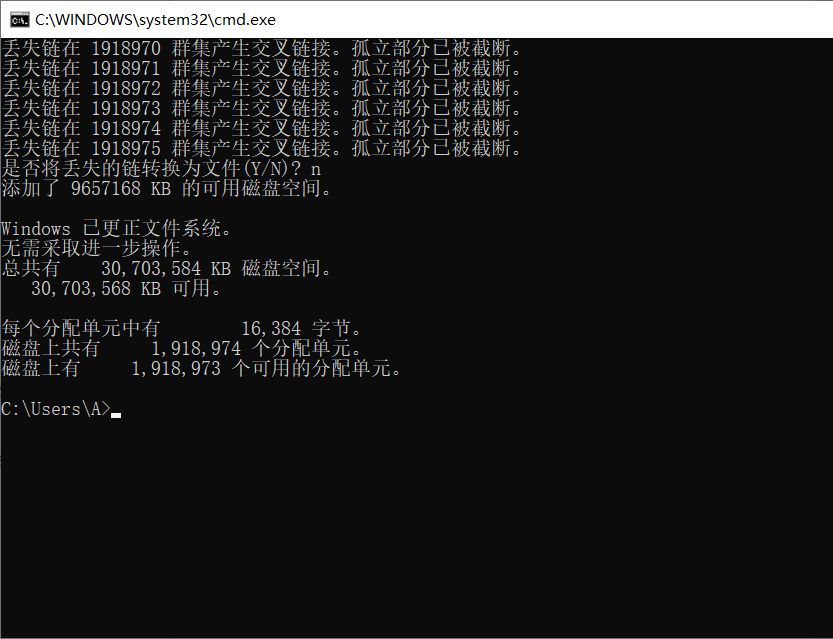 C:\WINDOWS\system32\cmd.exe
丢失链在 1918970 群集产生交叉链接。孤立部分已被截断。
丢失链在 1918971 群集产生交叉链接。孤立部分已被截断。
丢失链在 1918972 群集产生交叉链接。孤立部分已被截断。
丢失链在 1918973 群集产生交叉链接。孤立部分已被截断。
丢失链在 1918974 群集产生交叉链接。孤立部分已被截断。
丢失链在 1918975 群集产生交叉链接。孤立部分已被截断。
是否将丢失的链转换为文件(Y/N)? n
添加了 9657168 KB 的可用磁盘空间。
Windows 已更正文件系统。
无需采取进一步操作。
总共有    30,703,584 KB 磁盘空间。
   30,703,568 KB 可用。
每个分配单元中有        16,384 字节。
磁盘上共有     1,918,974 个分配单元。
磁盘上有     1,918,973 个可用的分配单元。
C:\Users\A>